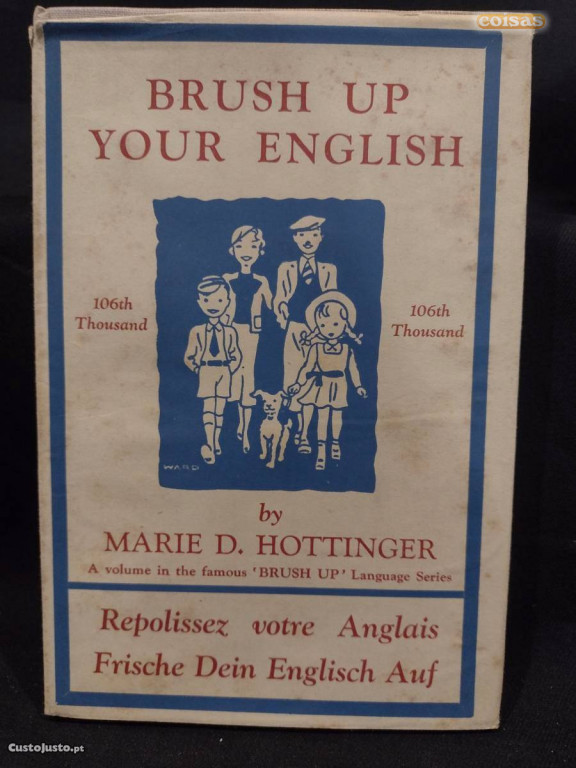 coisas
BRUSH UP
YOUR ENGLISH
106th
Thousand
106th
Thousand
WARD
by
MARIE D. HOTTINGER
A volume in the famous 'BRUSH UP' Language Series
Repolissez votre Anglais
Frische Dein Englisch Auf
CustoJusto.pt